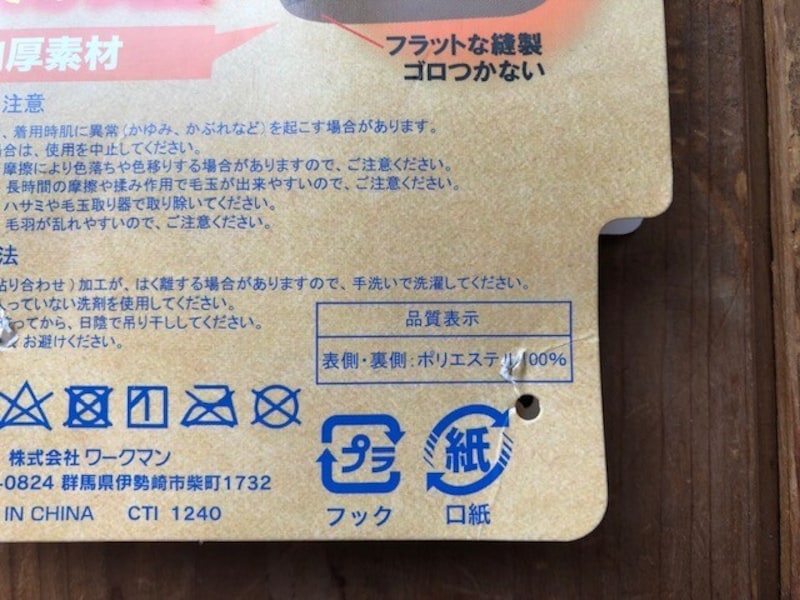 フラットな縫製
ゴロつかない
厚素材
注意
、着用時肌に異常(かゆみ、かぶれなど)を起こす場合があります。
合は、使用を中止してください。
摩擦により色落ちや色移りする場合がありますので、ご注意ください。
長時間の摩擦や揉み作用で毛玉が出来やすいので、ご注意ください。
ハサミや毛玉取り器で取り除いてください。
毛羽が乱れやすいので、ご注意ください。
法
貼り合わせ)加工が、はく離する場合がありますので、手洗いで洗濯してください。
入っていない洗剤を使用してください。
ってから、日陰で吊り干ししてください。
お避けください。
品質表示
表側・裏側:ポリエステル100%
株式会社ワークマン
-0824 群馬県伊勢崎市柴町1732
IN CHINA CTI 1240
プラ
フック
紙
口紙